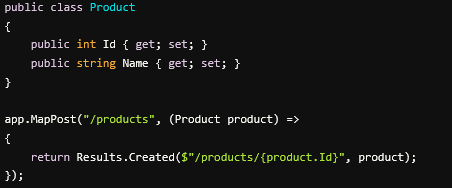 public class Product
{
    public int Id { get; set; }
    public string Name { get; set; }
}

app.MapPost("/products", (Product product) =>
{
    return Results.Created($"/products/{product.Id}", product);
});